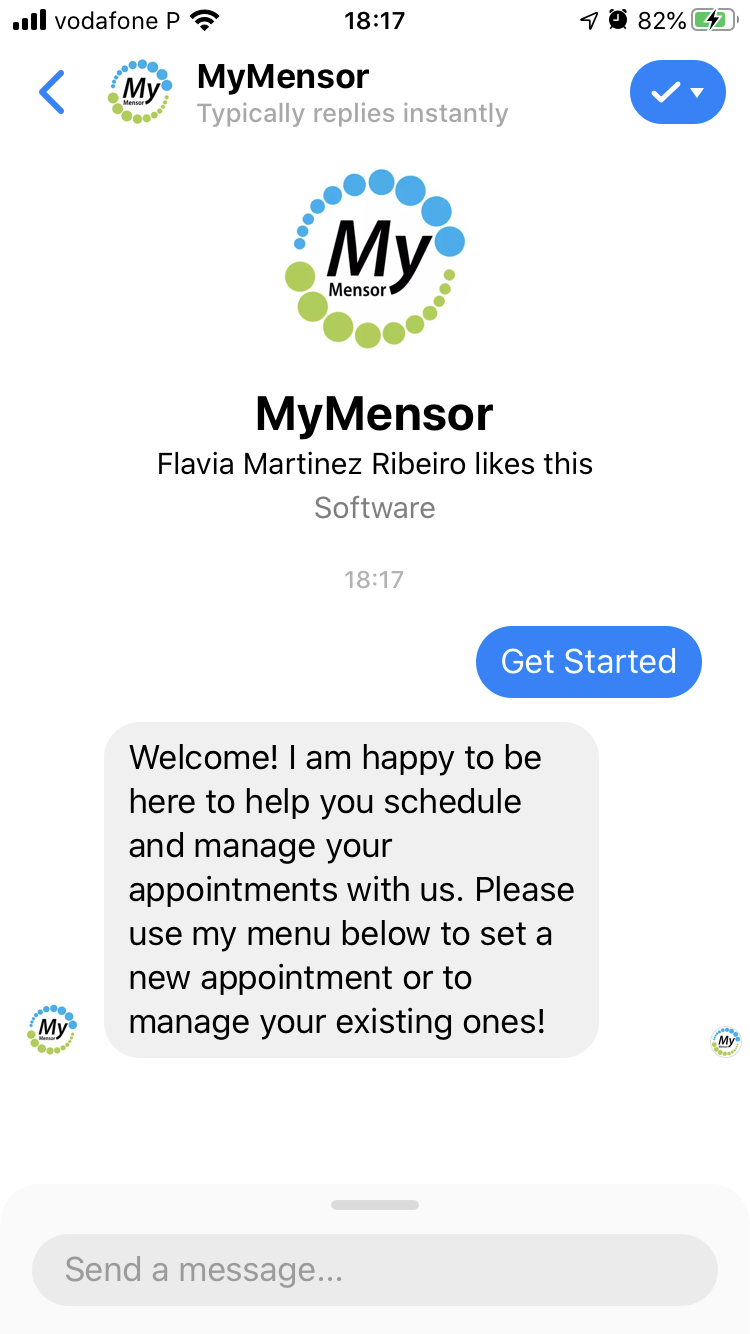 vodafone P 18:17 82%
MyMensor
Typically replies instantly
My
Mensor
My
Mensor
MyMensor
Flavia Martinez Ribeiro likes this
Software
18:17
Get Started
Welcome! I am happy to be
here to help you schedule
and manage your
appointments with us. Please
use my menu below to set a
new appointment or to
manage your existing ones!
My
Mensor
My
Send a message...